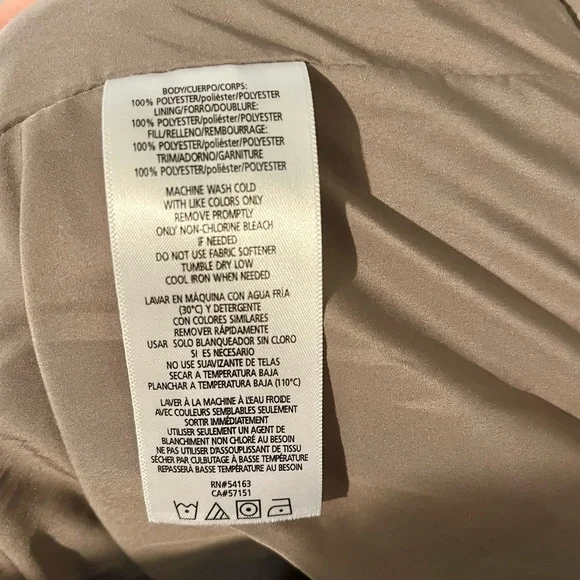 BODY/CUERPO/CORPS:
100% POLYESTER/poliéster/POLYESTER
LINING/FORRO/DOUBLURE:
100% POLYESTER/poliéster/POLYESTER
FILL/RELLENO/REMBOURRAGE:
100% POLYESTER/poliéster/POLYESTER
TRIM/ADORNO/GARNITURE
100% POLYESTER/poliéster/POLYESTER
MACHINE WASH COLD
WITH LIKE COLORS ONLY
REMOVE PROMPTLY
ONLY NON-CHLORINE BLEACH
IF NEEDED
DO NOT USE FABRIC SOFTENER
TUMBLE DRY LOW
COOL IRON WHEN NEEDED
LAVAR EN MÁQUINA CON AGUA FRÍA
(30°C) Y DETERGENTE
CON COLORES SIMILARES
REMOVER RÁPIDAMENTE
USAR SOLO BLANQUEADOR SIN CLORO
SI ES NECESARIO
NO USE SUAVIZANTE DE TELAS
SECAR A TEMPERATURA BAJA
PLANCHAR A TEMPERATURA BAJA (110°C)
LAVER À LA MACHINE À L'EAU FROIDE
AVEC COULEURS SEMBLABLES SEULEMENT
SORTIR IMMÉDIATEMENT
UTILISER SEULEMENT UN AGENT DE
BLANCHIMENT NON CHLORÉ AU BESOIN
NE PAS UTILISER D'ASSOUPLISSANT DE TISSU
SÉCHER PAR CULBUTAGE À BASSE TEMPÉRATURE
REPASSER À BASSE TEMPÉRATURE AU BESOIN
RN#54163
CA#57151